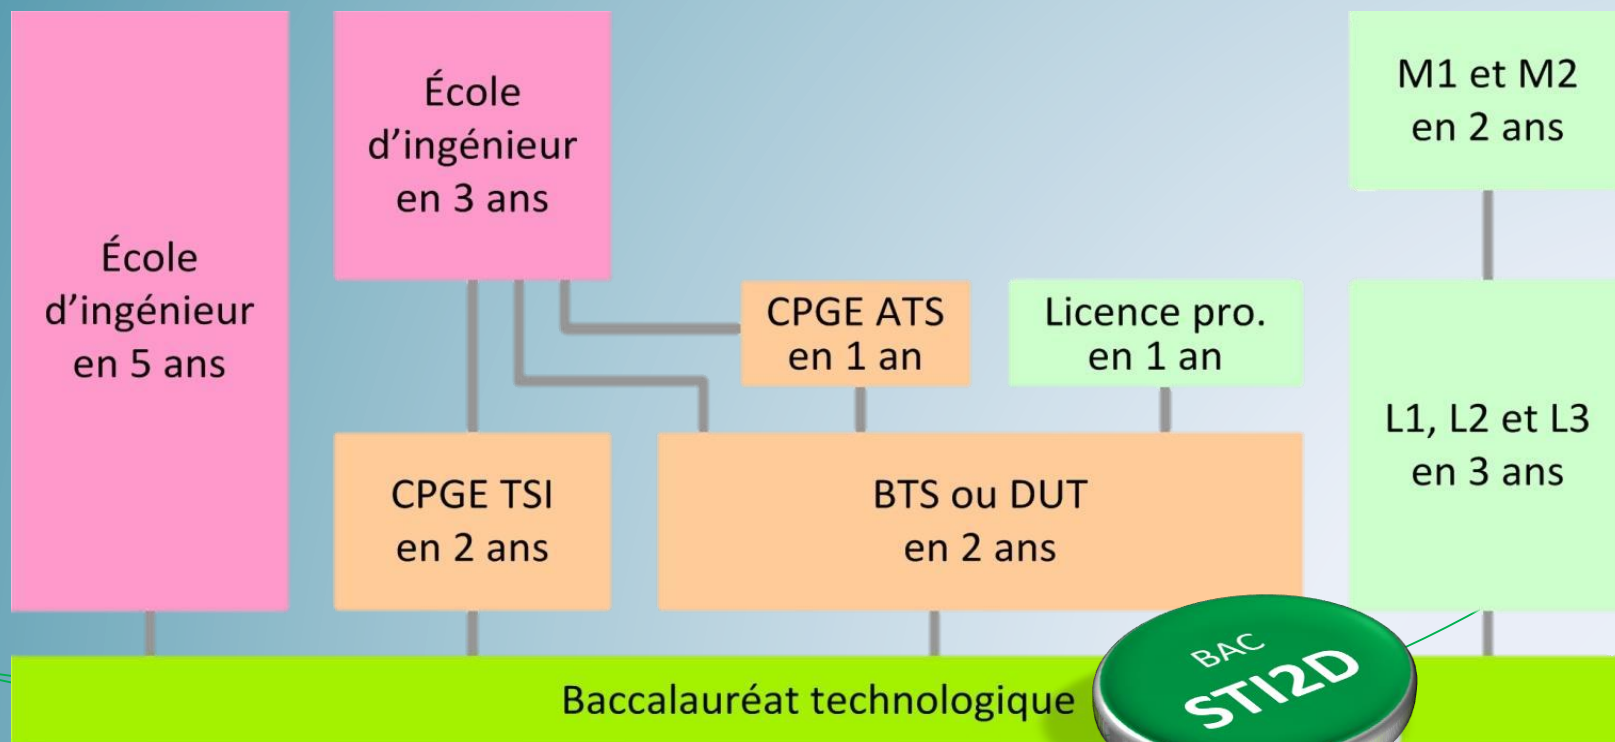 École
d'ingénieur
en 5 ans
École
d'ingénieur
en 3 ans
CPGE TSI
en 2 ans
CPGE ATS
en 1 an
Licence pro.
en 1 an
BTS ou DUT
en 2 ans
M1 et M2
en 2 ans
L1, L2 et L3
en 3 ans
Baccalauréat technologique
BAC
STI2D